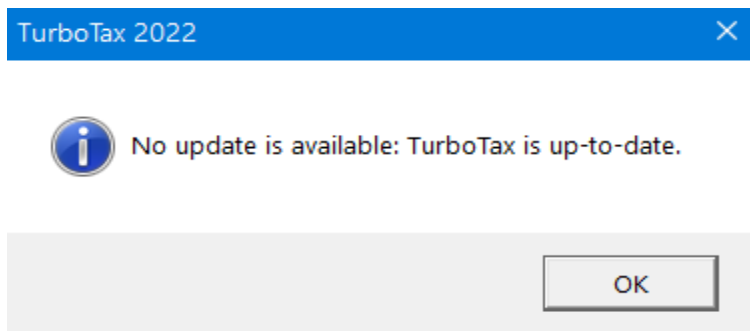 TurboTax 2022
No update is available: TurboTax is up-to-date.
OK